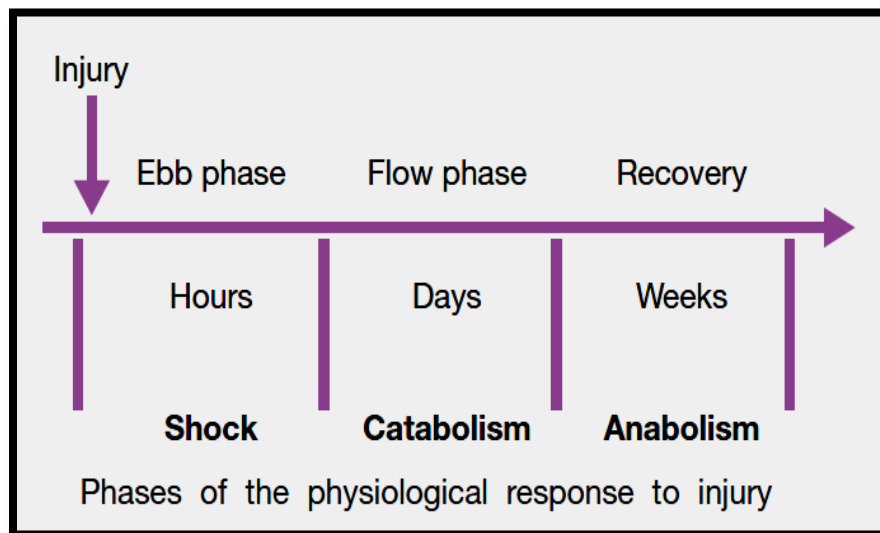 Injury
Ebb phase Flow phase Recovery
Hours Days Weeks
Shock Catabolism Anabolism
Phases of the physiological response to injury